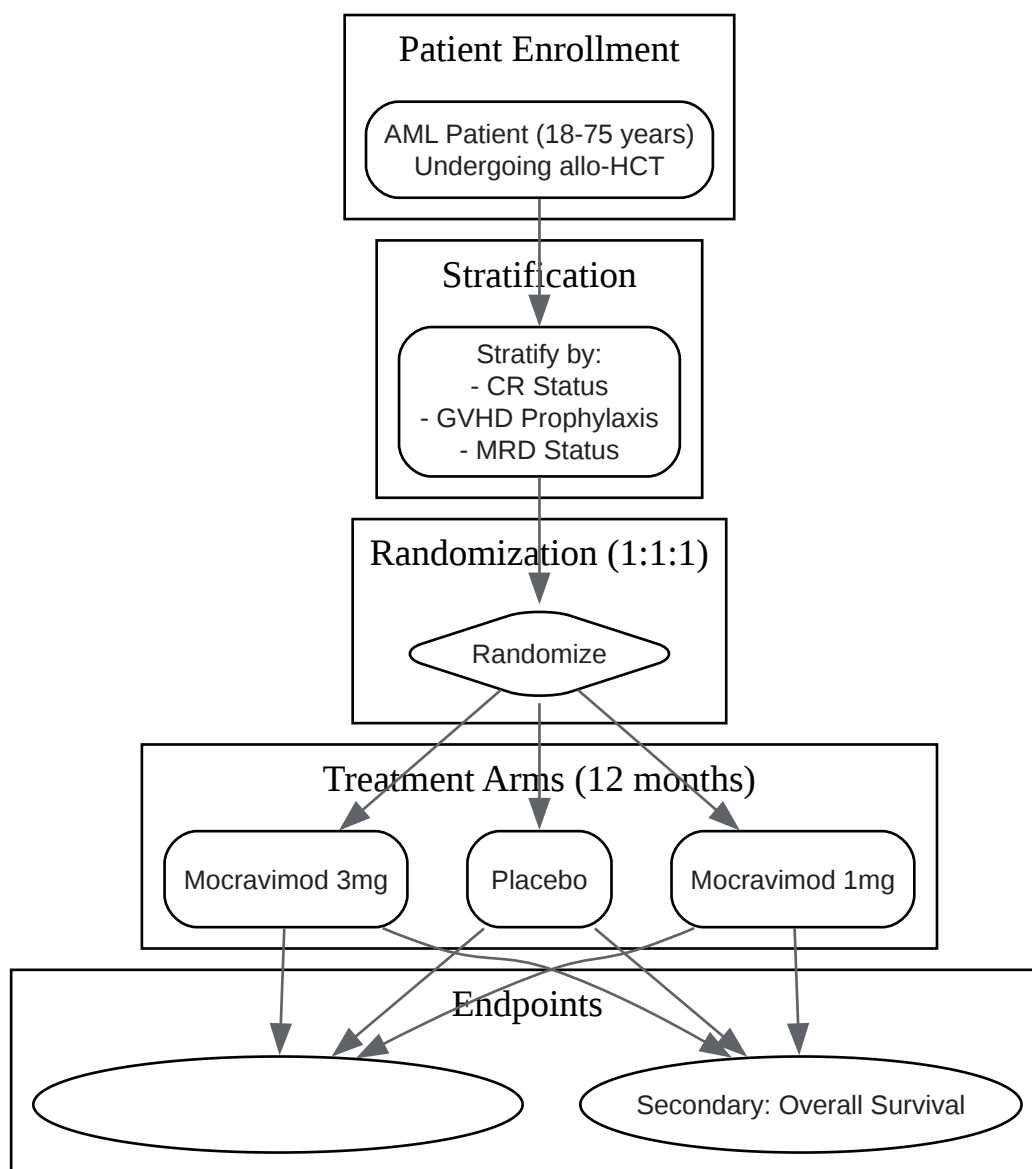 Patient Enrollment
AML Patient (18-75 years)
Undergoing allo-HCT
Stratification
Stratify by:
- CR Status
- GVHD Prophylaxis
- MRD Status
Randomization (1:1:1)
Randomize
Treatment Arms (12 months)
Mocravimod 3mg
Placebo
Mocravimod 1mg
Endpoints
Secondary: Overall Survival